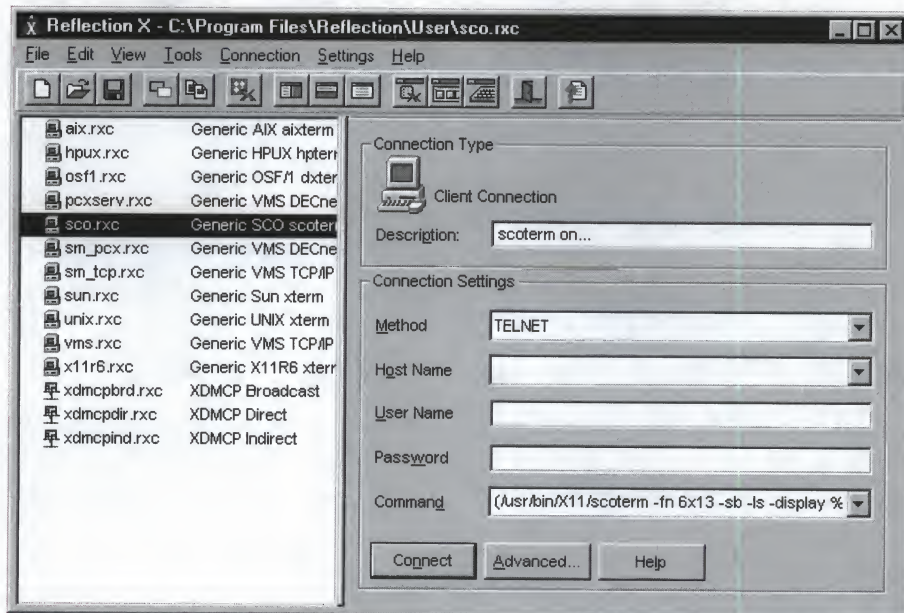 Reflection X - C:\Program Files\Reflection\User\sco.rxc
File Edit View Tools Connection Settings Help
aix.rxc Generic AIX aixterm
hpux.rxc Generic HPUX hpterr
osf1.rxc Generic OSF/1 dxter
pcxserv.rxc Generic VMS DECne
sco.rxc Generic SCO scoterr
sm_pcx.rxc Generic VMS DECne
sm_tcp.rxc Generic VMS TCP/IP
sun.rxc Generic Sun xterm
unix.rxc Generic UNIX xterm
vms.rxc Generic VMS TCP/IP
x11r6.rxc Generic X11R6 xterr
xdmcpbrd.rxc XDMCP Broadcast
xdmcpdir.rxc XDMCP Direct
xdmcpind.rxc XDMCP Indirect
Connection Type
Client Connection
Description: scoterm on...
Connection Settings
Method TELNET
Host Name
User Name
Password
Command (/usr/bin/X11/scoterm -fn 6x13 -sb -ls -display %
Connect Advanced... Help